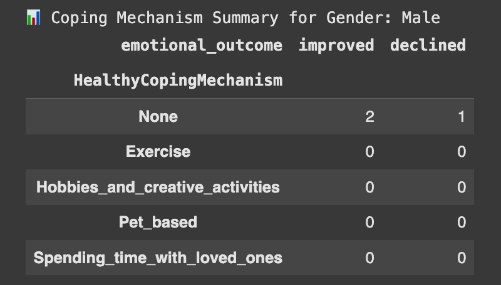 📊 Coping Mechanism Summary for Gender: Male
emotional_outcome improved declined
HealthyCopingMechanism
None 2 1
Exercise 0 0
Hobbies_and_creative_activities 0 0
Pet_based 0 0
Spending_time_with_loved_ones 0 0